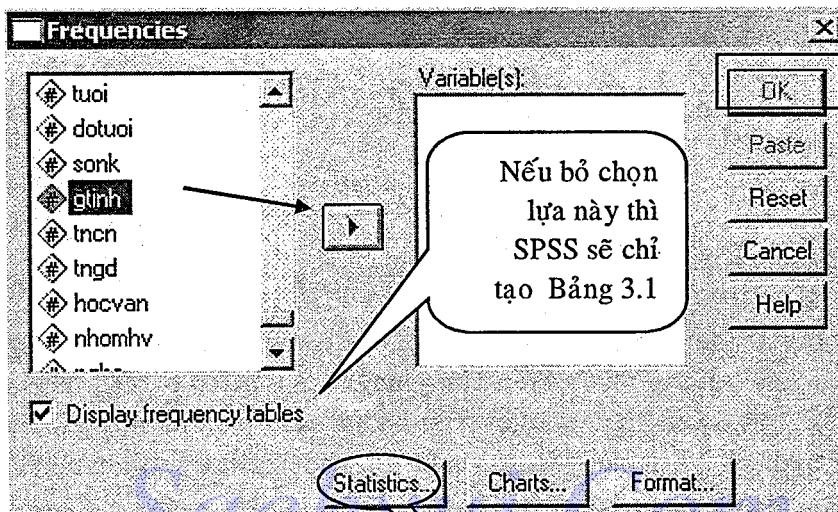 Frequencies
tuoi
dotuoi
sonk
gtinh
tncn
tngd
hocvan
nhomhv
Variable(s):
Nếu bỏ chọn
lựa này thì
SPSS sẽ chỉ
tạo Bảng 3.1
OK
Paste
Reset
Cancel
Help
Display frequency tables
Statistics...
Charts...
Format...